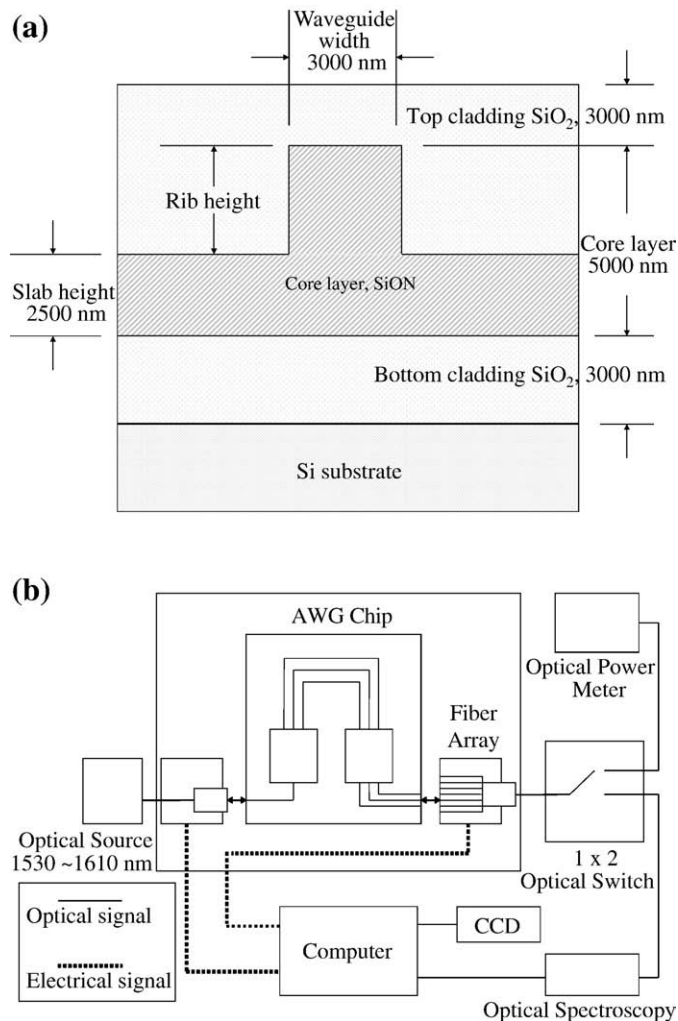 (a)
Waveguide
width
3000 nm
Top cladding SiO₂, 3000 nm
Rib height
Core layer
5000 nm
Core layer, SiON
Slab height
2500 nm
Bottom cladding SiO₂, 3000 nm
Si substrate
(b)
AWG Chip
Optical Power
Meter
Fiber
Array
Optical Source
1530 ~1610 nm
1 x 2
Optical Switch
Optical signal
Electrical signal
Computer
CCD
Optical Spectroscopy